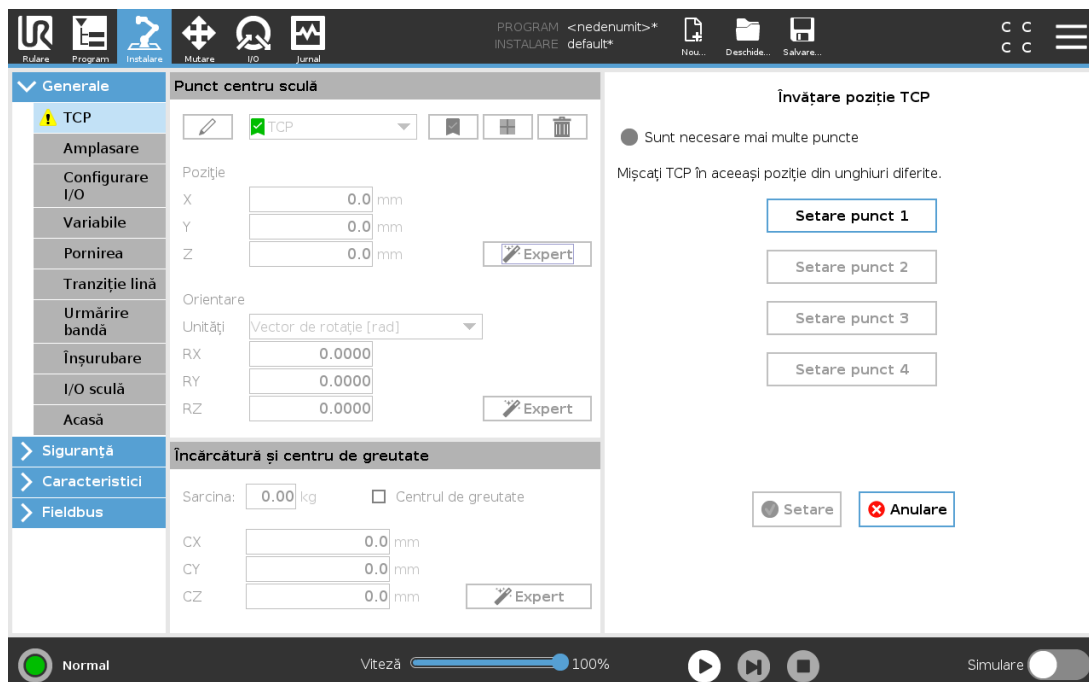 PROGRAM <nedenumit>*
INSTALARE default*
C C
C C
Rulare Program Instalare Mutare I/O Jurnal Nou... Deschide... Salvare...
Generale
TCP
Amplasare
Configurare
I/O
Variabile
Pornirea
Tranziție lină
Urmărire
bandă
Înșurubare
I/O sculă
Acasă
Siguranță
Caracteristici
Fieldbus
Punct centru sculă
TCP
Poziție
X 0.0 mm
Y 0.0 mm
Z 0.0 mm Expert
Orientare
Unități Vector de rotație [rad]
RX 0.0000
RY 0.0000
RZ 0.0000 Expert
Încărcătură și centru de greutate
Sarcina: 0.00 kg Centrul de greutate
CX 0.0 mm
CY 0.0 mm
CZ 0.0 mm Expert
Învățare poziție TCP
Sunt necesare mai multe puncte
Mișcați TCP în aceeași poziție din unghiuri diferite.
Setare punct 1
Setare punct 2
Setare punct 3
Setare punct 4
Setare Anulare
Normal Viteză 100% Simulare